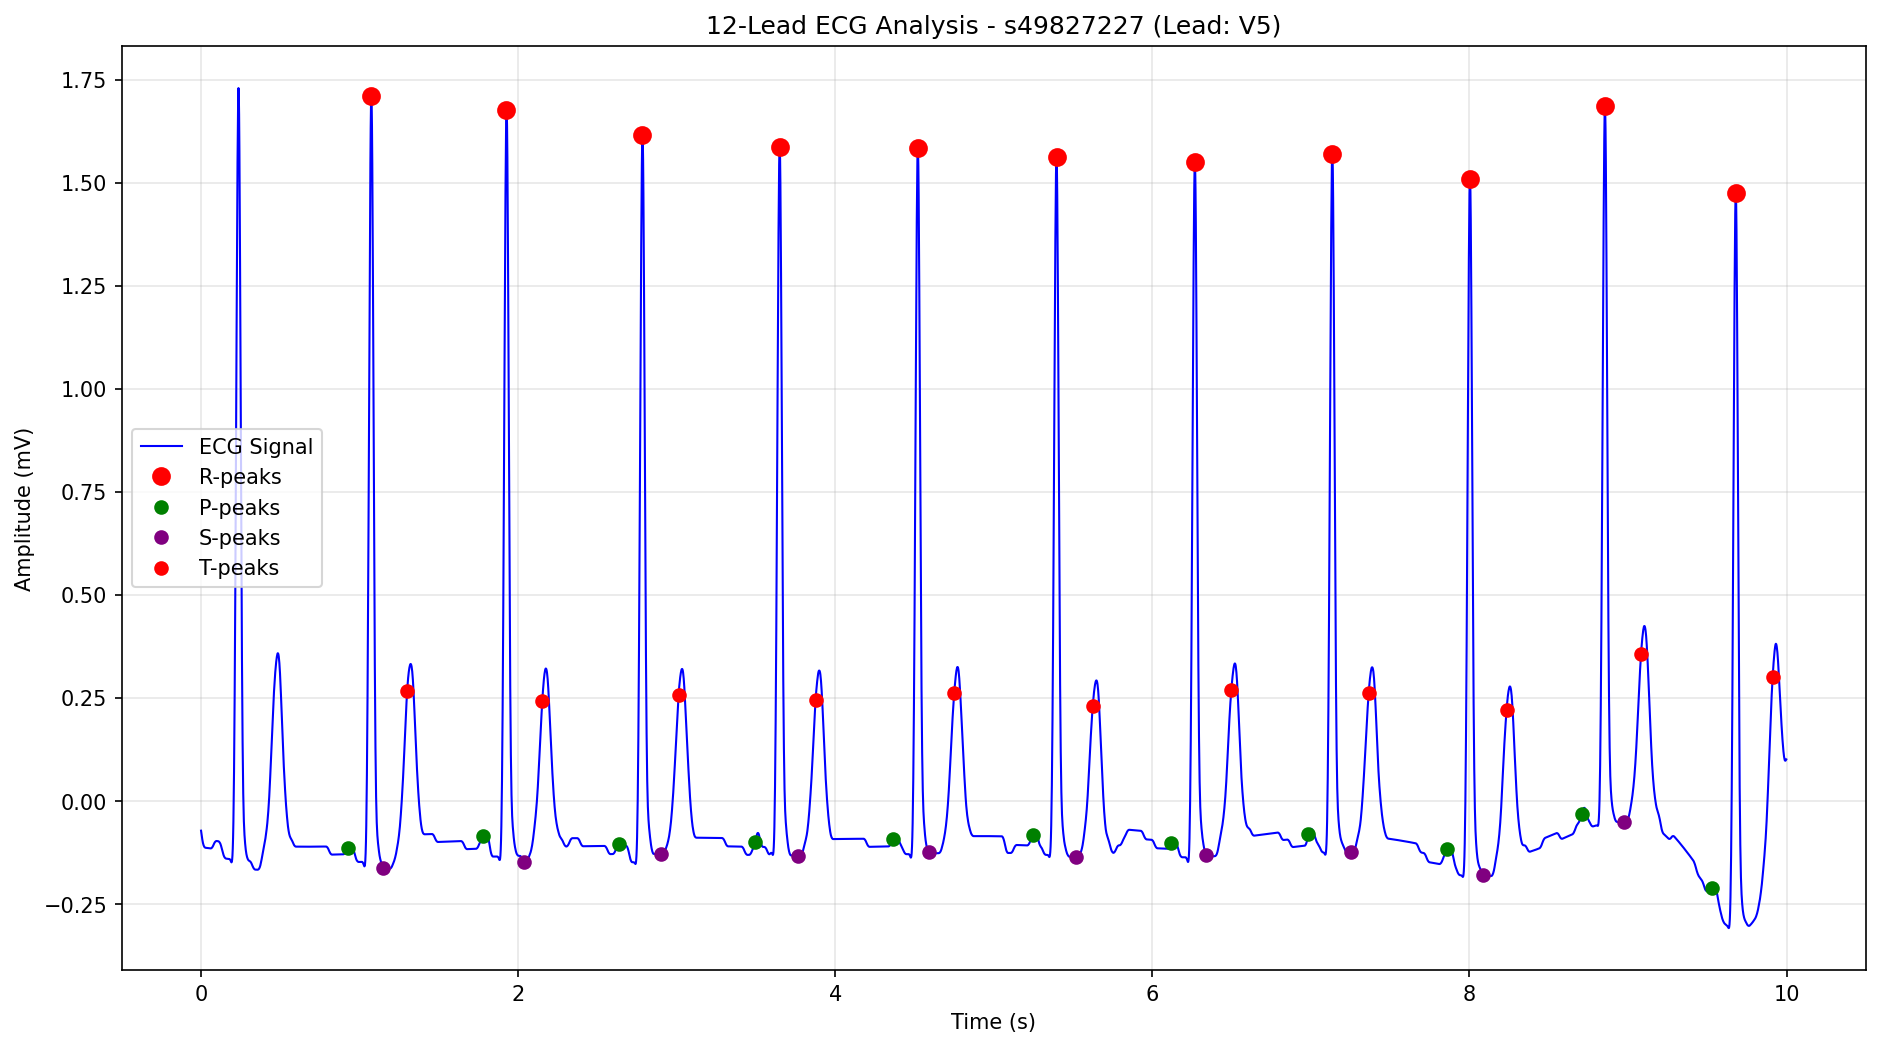 12-Lead ECG Analysis - s49827227 (Lead: V5)
Amplitude (mV)
1.75
1.50
1.25
1.00
0.75
0.50
0.25
0.00
−0.25
ECG Signal
R-peaks
P-peaks
S-peaks
T-peaks
0 2 4 6 8 10
Time (s)